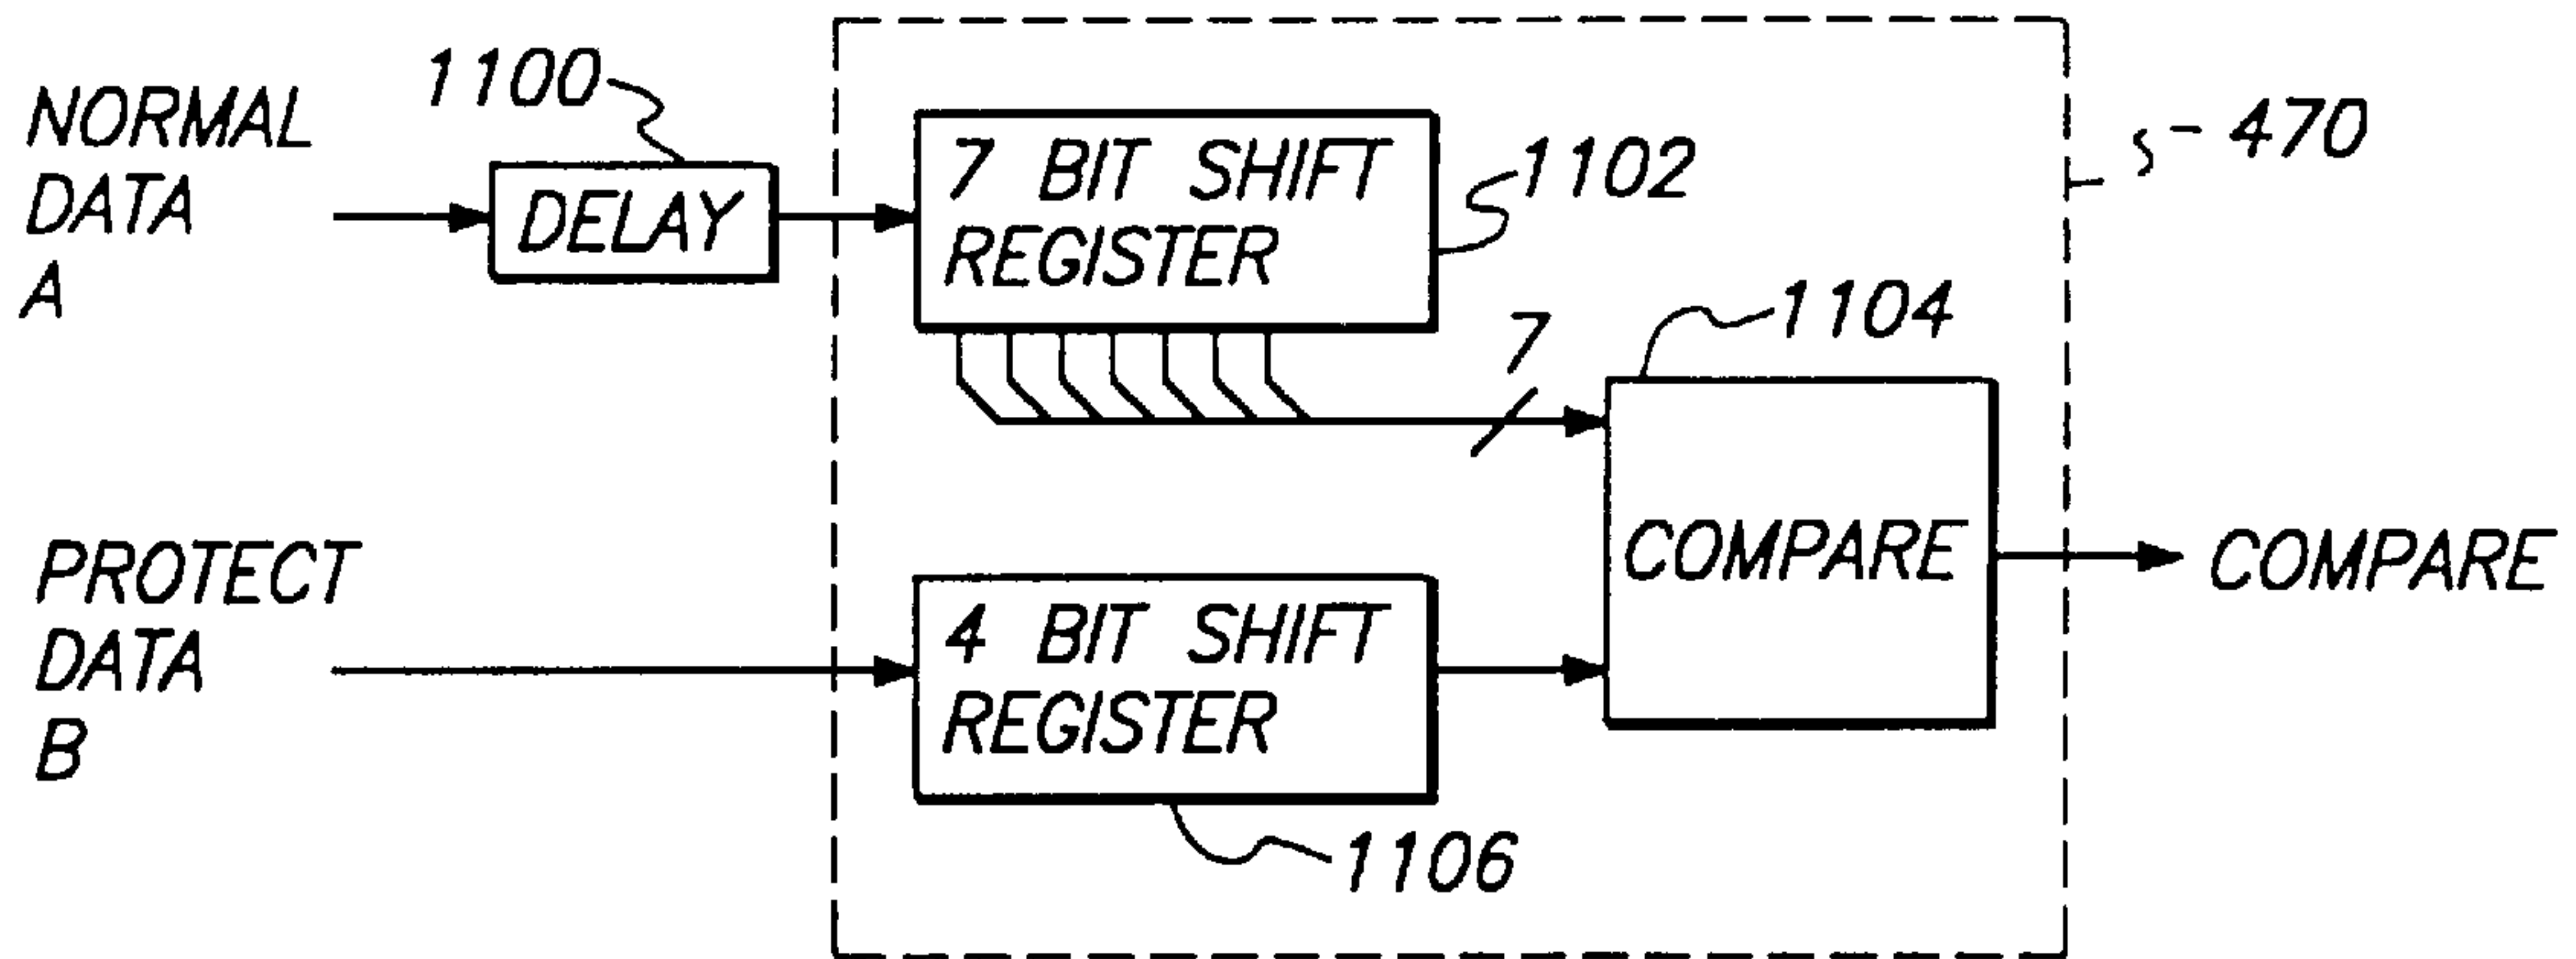 NORMAL
DATA
A
1100
DELAY
7 BIT SHIFT
REGISTER
1102
470
7
1104
COMPARE
COMPARE
PROTECT
DATA
B
4 BIT SHIFT
REGISTER
1106